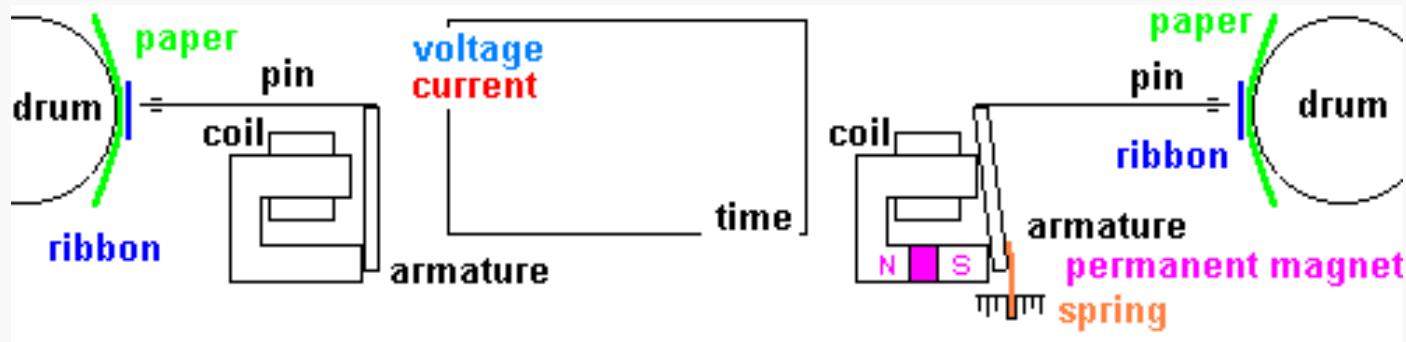 paper
voltage
current
paper
pin
pin
drum
drum
coil
coil
ribbon
ribbon
time
armature
armature
N S
permanent magnet
spring